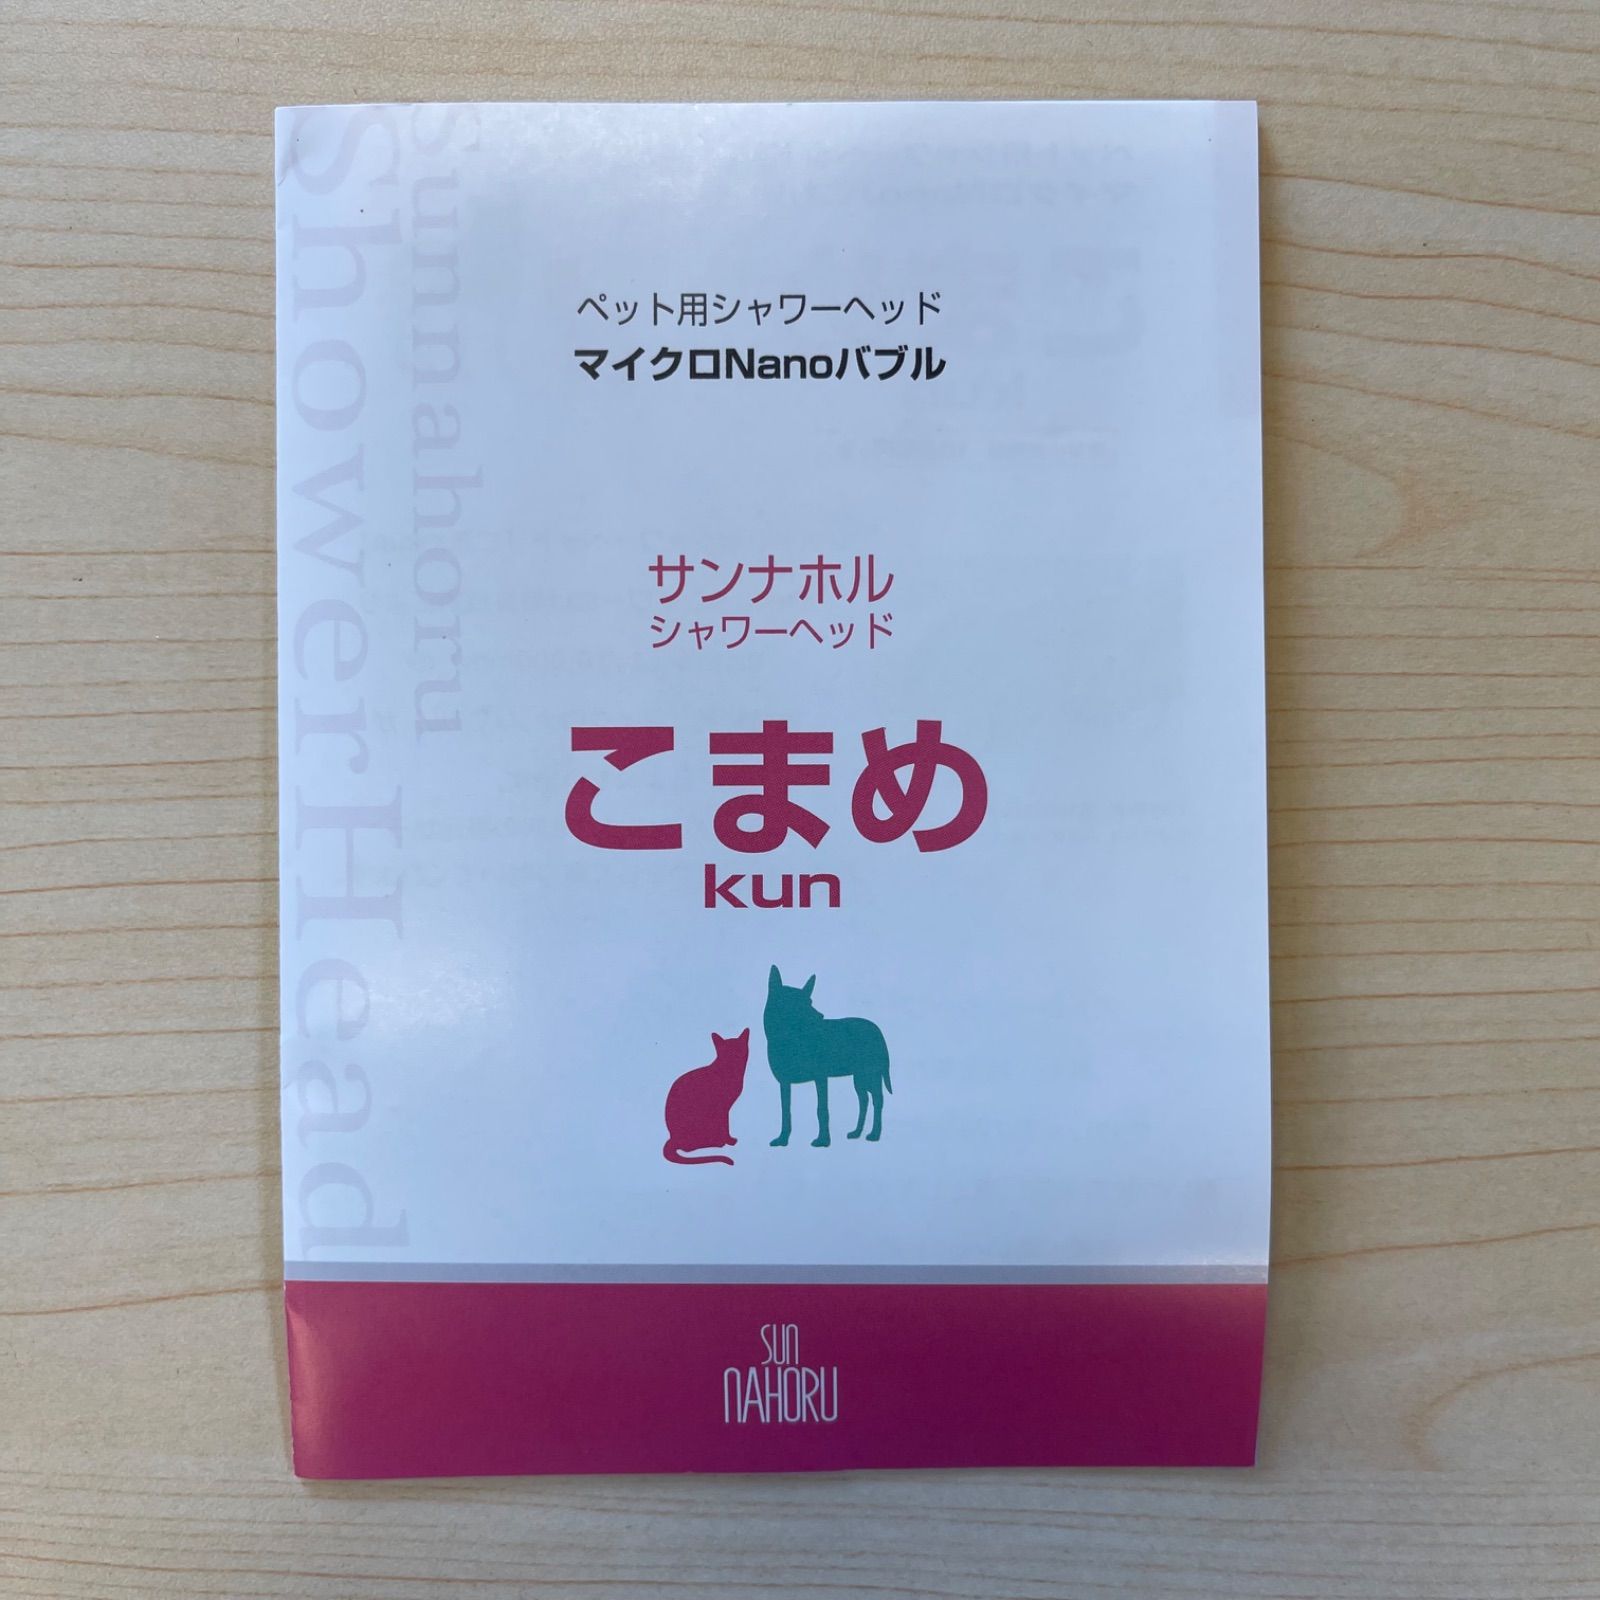 ペット用シャワーヘッド
マイクロNanoバブル
サンナホル
シャワーヘッド
こまめ
kun
Sunnahoru
ShowerHead
SUN
NAHORU